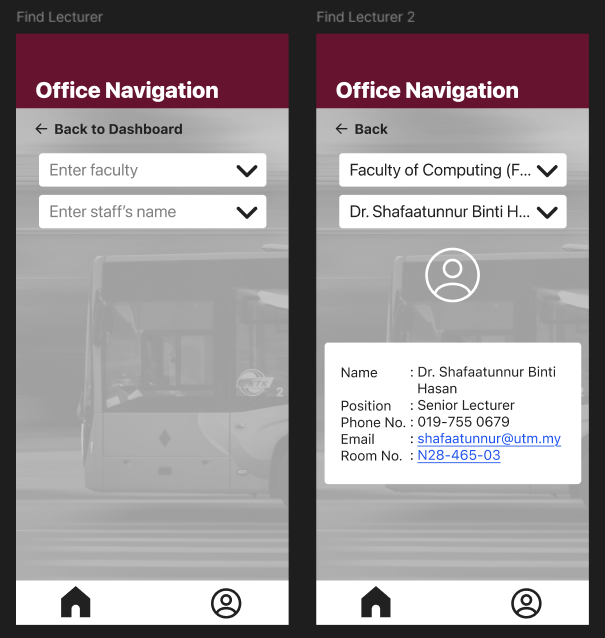 Find Lecturer
Office Navigation
Back to Dashboard
Enter faculty
Enter staff's name
2
Find Lecturer 2
Office Navigation
Back
Faculty of Computing (F...
Dr. Shafaatunnur Binti H...
Name : Dr. Shafaatunnur Binti
Hasan
Position : Senior Lecturer
Phone No. : 019-755 0679
Email : shafaatunnur@utm.my
Room No. : N28-465-03